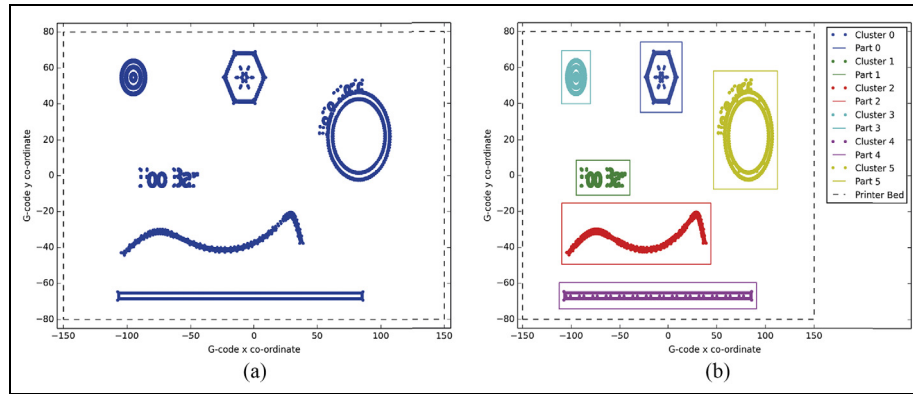 80
60
40
20
0
−20
−40
−60
−80
−150
−100
−50
0
50
100
150
G-code x co-ordinate
G-code y co-ordinate
(a)
80
60
40
20
0
−20
−40
−60
−80
−150
−100
−50
0
50
100
150
G-code x co-ordinate
G-code y co-ordinate
(b)
Cluster 0
Part 0
Cluster 1
Part 1
Cluster 2
Part 2
Cluster 3
Part 3
Cluster 4
Part 4
Cluster 5
Part 5
Printer Bed